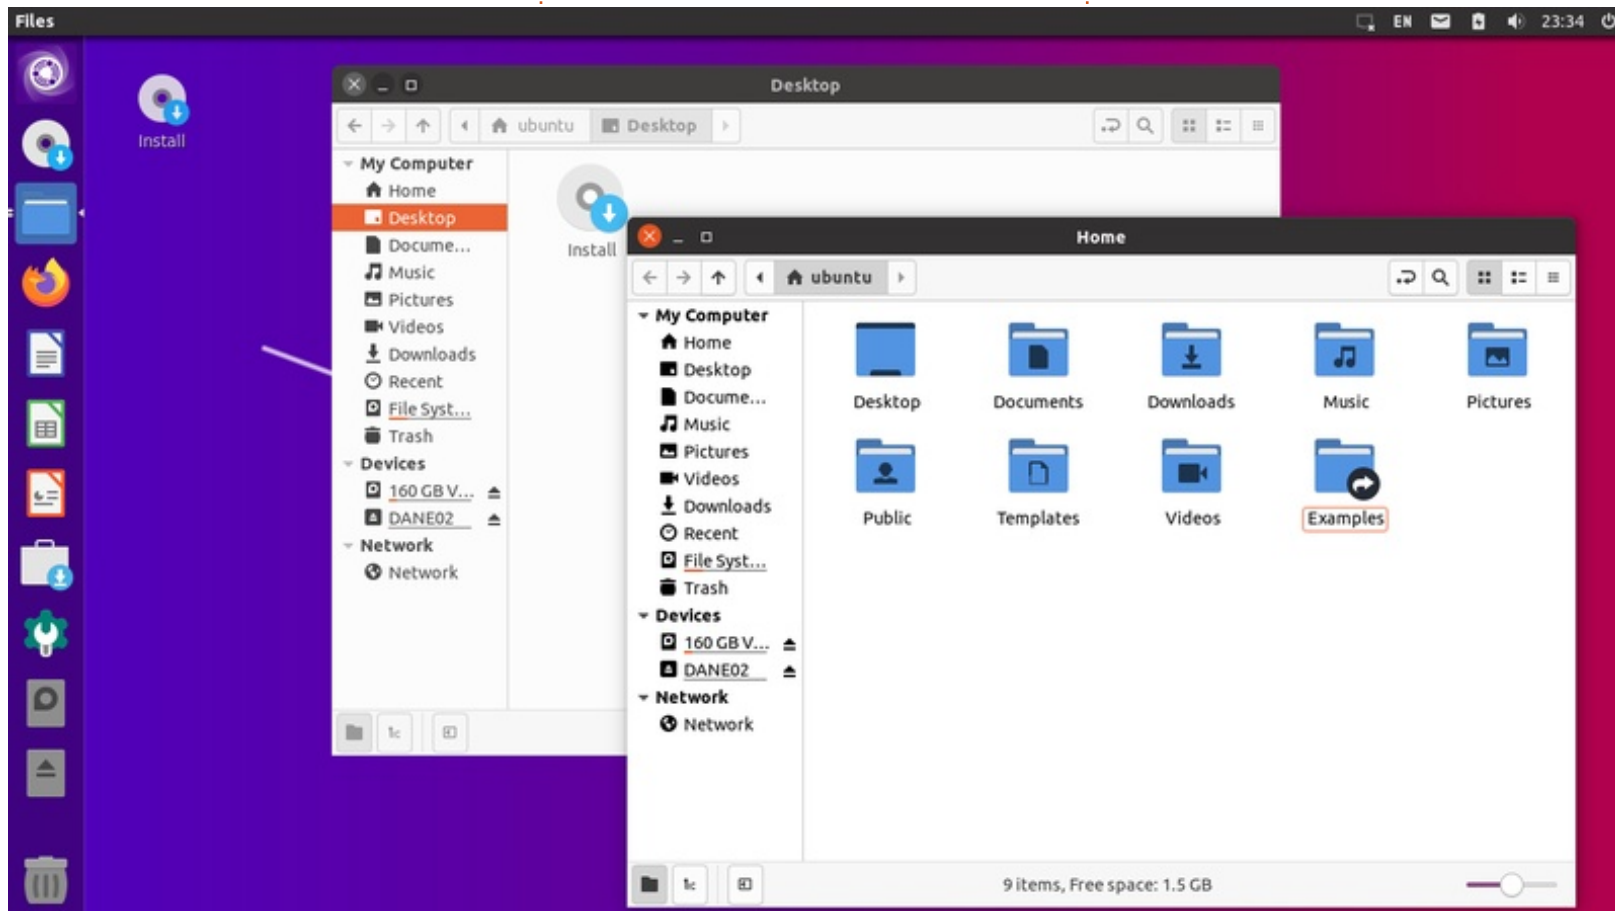 Files
EN
23:34
Install
Desktop
ubuntu
Desktop
My Computer
Home
Desktop
Docume...
Music
Pictures
Videos
Downloads
Recent
File Syst...
Trash
Devices
160 GB V...
DANE02
Network
Network
Install
Home
ubuntu
My Computer
Home
Desktop
Docume...
Music
Pictures
Videos
Downloads
Recent
File Syst...
Trash
Devices
160 GB V...
DANE02
Network
Network
Desktop
Documents
Downloads
Music
Pictures
Public
Templates
Videos
Examples
9 items, Free space: 1.5 GB